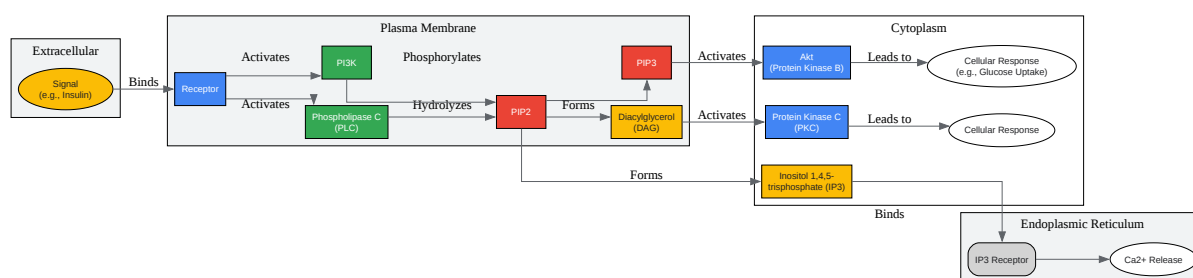 Extracellular
Signal
(e.g., Insulin)
Binds
Plasma Membrane
Receptor
Activates
Activates
PI3K
Phospholipase C
(PLC)
Phosphorylates
Hydrolyzes
PIP2
Forms
PIP3
Diacylglycerol
(DAG)
Activates
Activates
Forms
Cytoplasm
Akt
(Protein Kinase B)
Leads to
Cellular Response
(e.g., Glucose Uptake)
Protein Kinase C
(PKC)
Leads to
Cellular Response
Inositol 1,4,5-
trisphosphate (IP3)
Binds
Endoplasmic Reticulum
IP3 Receptor
Ca2+ Release